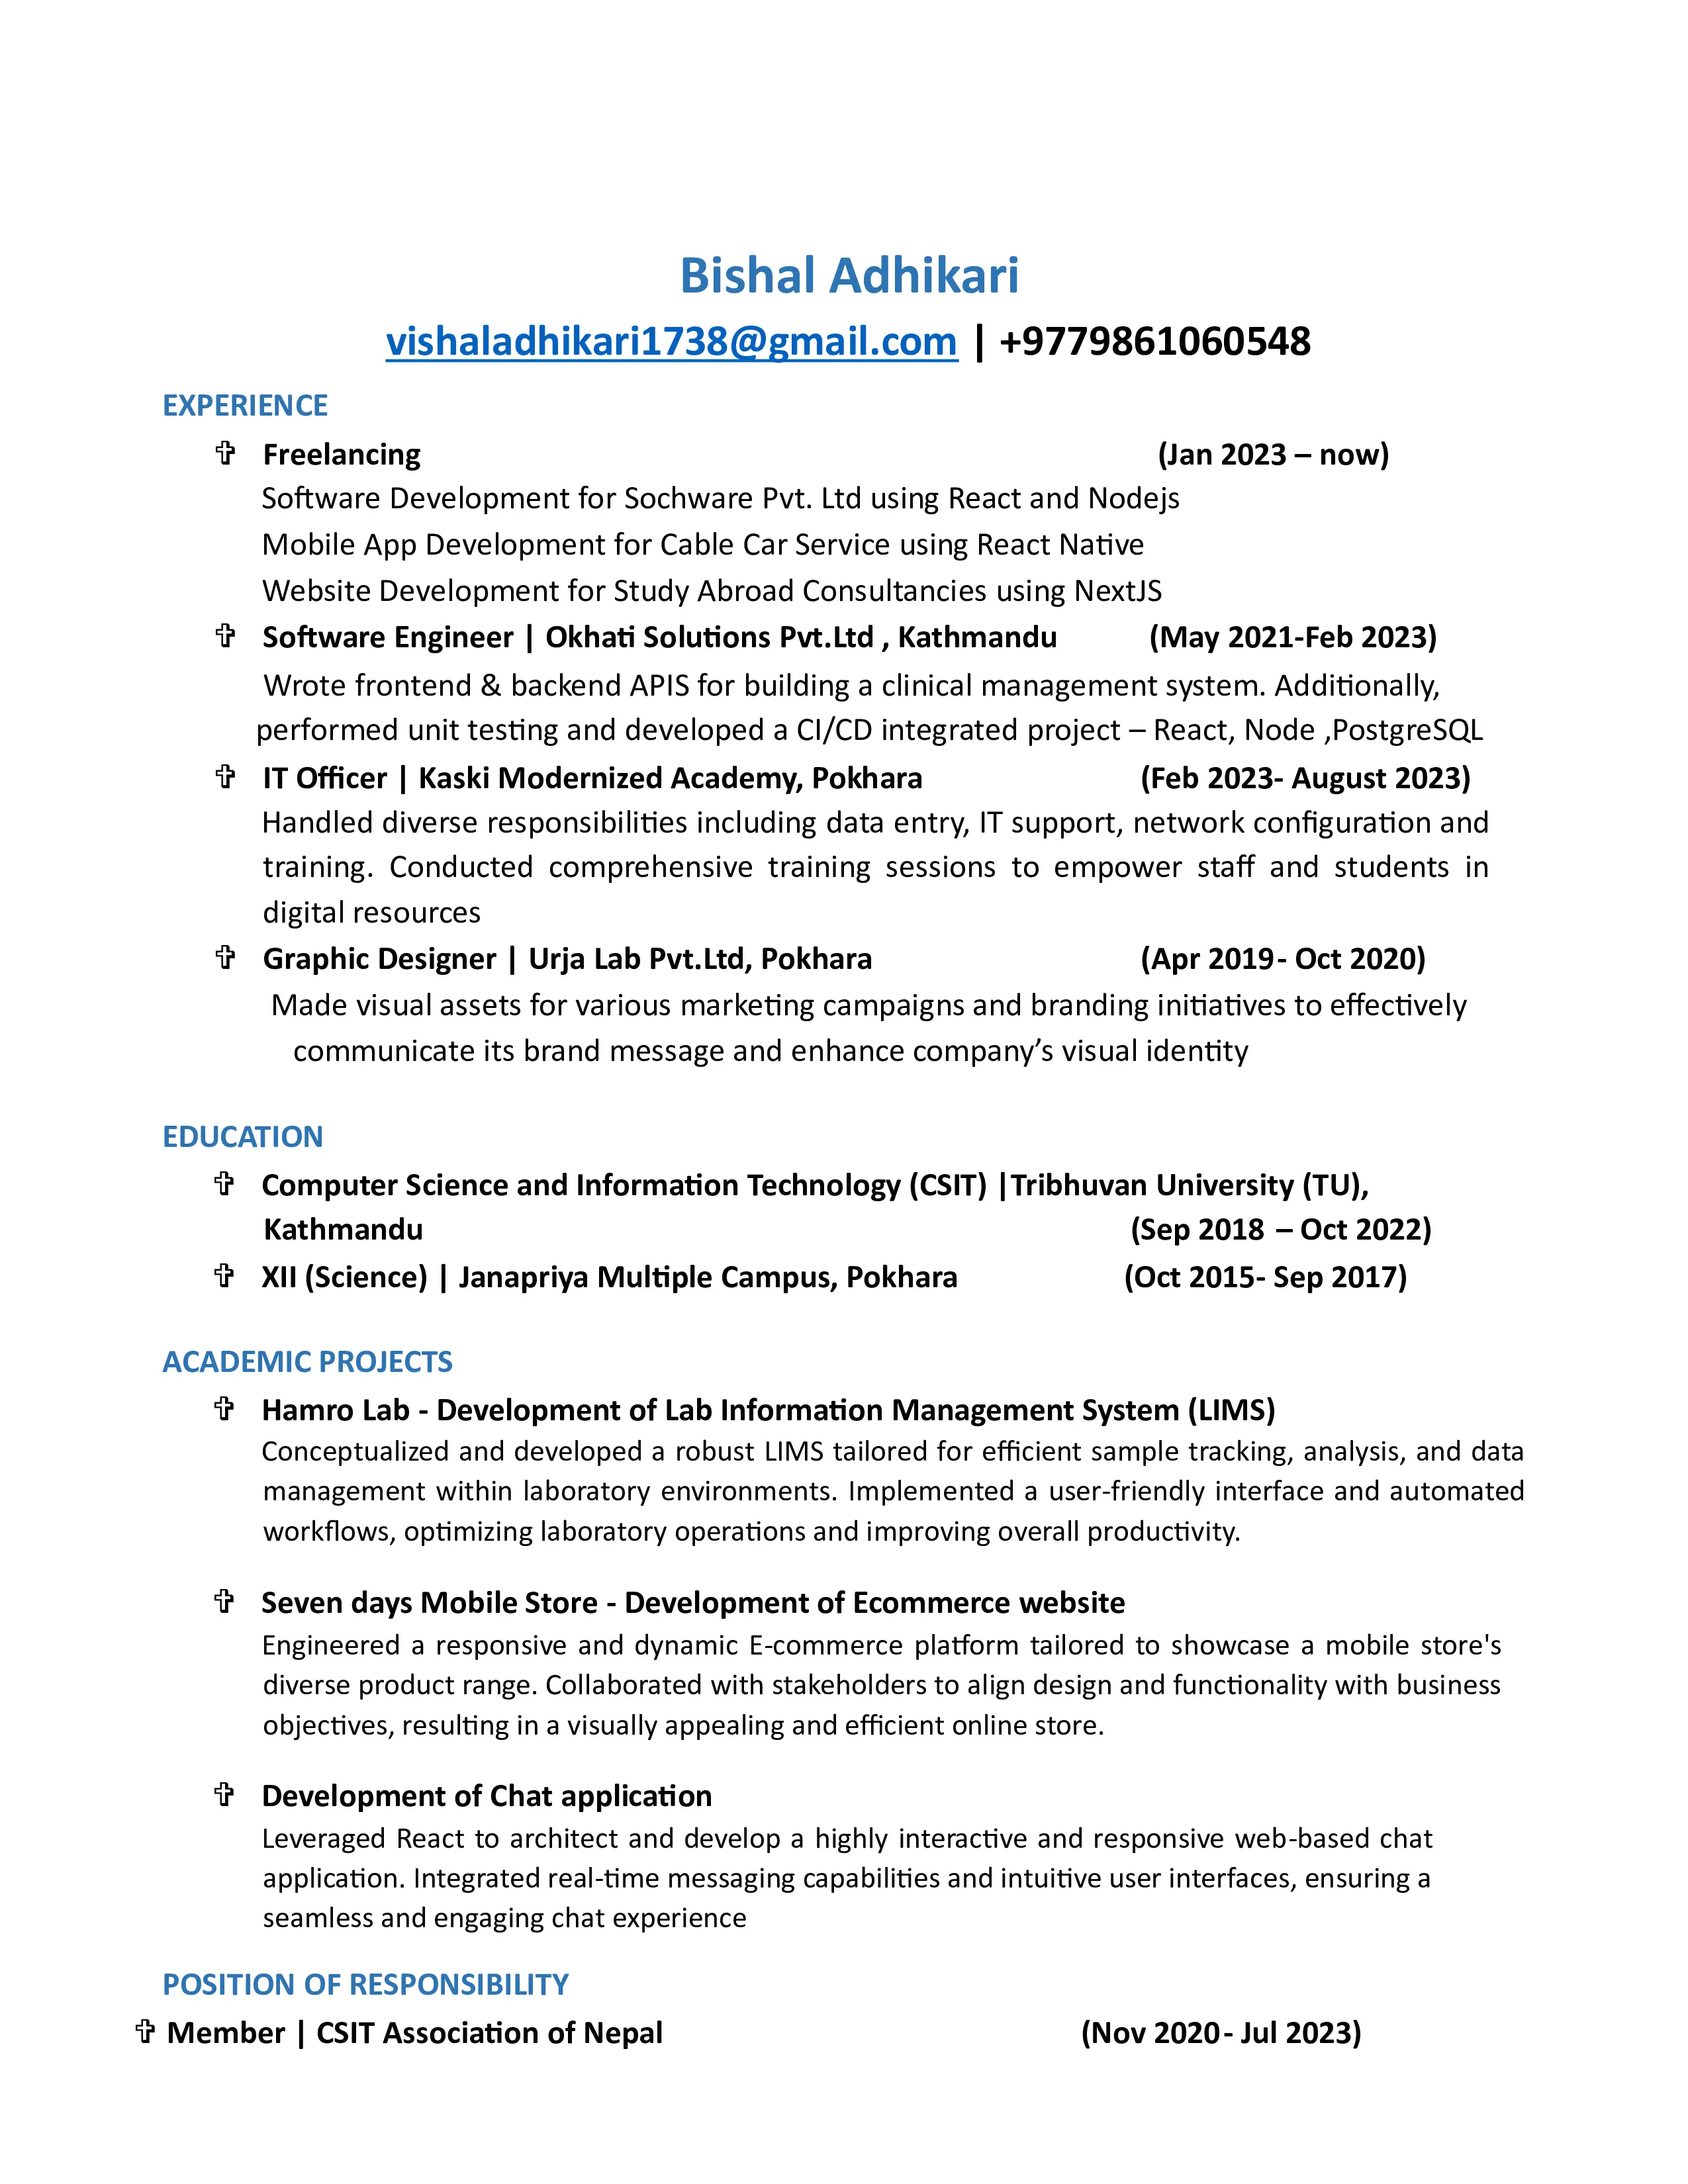 Bishal Adhikari
vishaladhikari1738@gmail.com | +9779861060548
EXPERIENCE
✞ Freelancing (Jan 2023 – now)
Software Development for Sochware Pvt. Ltd using React and Nodejs
Mobile App Development for Cable Car Service using React Native
Website Development for Study Abroad Consultancies using NextJS
✞ Software Engineer | Okhati Solutions Pvt.Ltd , Kathmandu (May 2021-Feb 2023)
Wrote frontend & backend APIS for building a clinical management system. Additionally,
performed unit testing and developed a CI/CD integrated project – React, Node ,PostgreSQL
✞ IT Officer | Kaski Modernized Academy, Pokhara (Feb 2023- August 2023)
Handled diverse responsibilities including data entry, IT support, network configuration and
training. Conducted comprehensive training sessions to empower staff and students in
digital resources
✞ Graphic Designer | Urja Lab Pvt.Ltd, Pokhara (Apr 2019- Oct 2020)
Made visual assets for various marketing campaigns and branding initiatives to effectively
communicate its brand message and enhance company’s visual identity
EDUCATION
✞ Computer Science and Information Technology (CSIT) |Tribhuvan University (TU),
Kathmandu (Sep 2018 – Oct 2022)
✞ XII (Science) | Janapriya Multiple Campus, Pokhara (Oct 2015- Sep 2017)
ACADEMIC PROJECTS
✞ Hamro Lab - Development of Lab Information Management System (LIMS)
Conceptualized and developed a robust LIMS tailored for efficient sample tracking, analysis, and data
management within laboratory environments. Implemented a user-friendly interface and automated
workflows, optimizing laboratory operations and improving overall productivity.
✞ Seven days Mobile Store - Development of Ecommerce website
Engineered a responsive and dynamic E-commerce platform tailored to showcase a mobile store's
diverse product range. Collaborated with stakeholders to align design and functionality with business
objectives, resulting in a visually appealing and efficient online store.
✞ Development of Chat application
Leveraged React to architect and develop a highly interactive and responsive web-based chat
application. Integrated real-time messaging capabilities and intuitive user interfaces, ensuring a
seamless and engaging chat experience
POSITION OF RESPONSIBILITY
✞ Member | CSIT Association of Nepal (Nov 2020- Jul 2023)